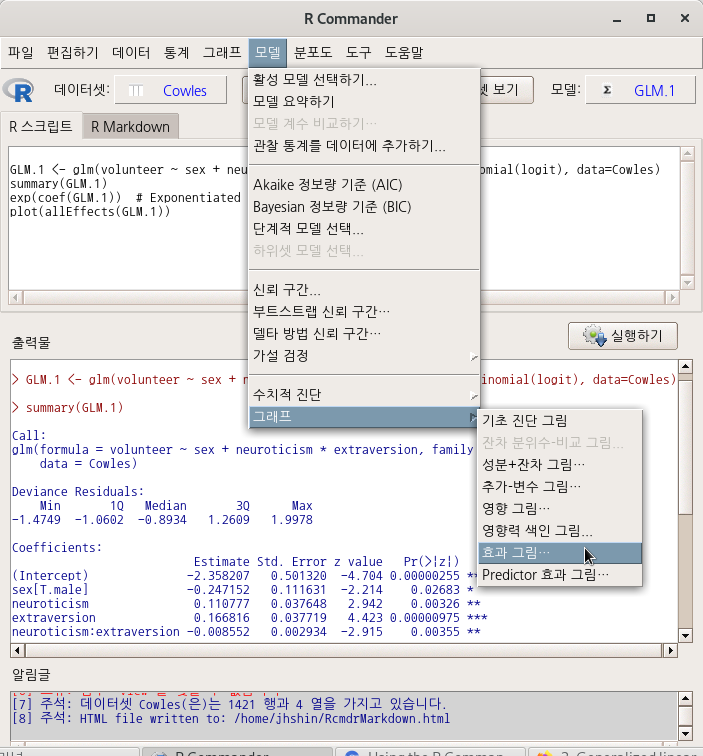 R Commander
파일 편집하기 데이터 통계 그래프 모델 분포도 도구 도움말
데이터셋: Cowles 셋 보기 모델: Σ GLM.1
R 스크립트 R Markdown
GLM.1 <- glm(volunteer ~ sex + neuro nomial(logit), data=Cowles)
summary(GLM.1)
exp(coef(GLM.1))  # Exponentiated
plot(allEffects(GLM.1))
활성 모델 선택하기...
모델 요약하기
모델 계수 비교하기...
관찰 통계를 데이터에 추가하기...
Akaike 정보량 기준 (AIC)
Bayesian 정보량 기준 (BIC)
단계적 모델 선택...
하위셋 모델 선택...
신뢰 구간...
부트스트랩 신뢰 구간...
델타 방법 신뢰 구간...
가설 검정
수치적 진단
그래프
기초 진단 그림
잔차 분위수-비교 그림...
성분+잔차 그림...
추가-변수 그림...
영향 그림...
영향력 색인 그림...
효과 그림...
Predictor 효과 그림...
출력물 실행하기
> GLM.1 <- glm(volunteer ~ sex + n inomial(logit), data=Cowles)
> summary(GLM.1)
Call:
glm(formula = volunteer ~ sex + neuroticism * extraversion, family
data = Cowles)
Deviance Residuals:
Min 1Q Median 3Q Max
-1.4749 -1.0602 -0.8934 1.2609 1.9978
Coefficients:
Estimate Std. Error z value Pr(>|z|)
(Intercept) -2.358207 0.501320 -4.704 0.00000255 **
sex[T.male] -0.247152 0.111631 -2.214 0.02683 *
neuroticism 0.110777 0.037648 2.942 0.00326 **
extraversion 0.166816 0.037719 4.423 0.00000975 ***
neuroticism:extraversion -0.008552 0.002934 -2.915 0.00355 **
알림글
[7] 주석: 데이터셋 Cowles(은)는 1421 행과 4 열을 가지고 있습니다.
[8] 주석: HTML file written to: /home/jhshin/RcmdrMarkdown.html